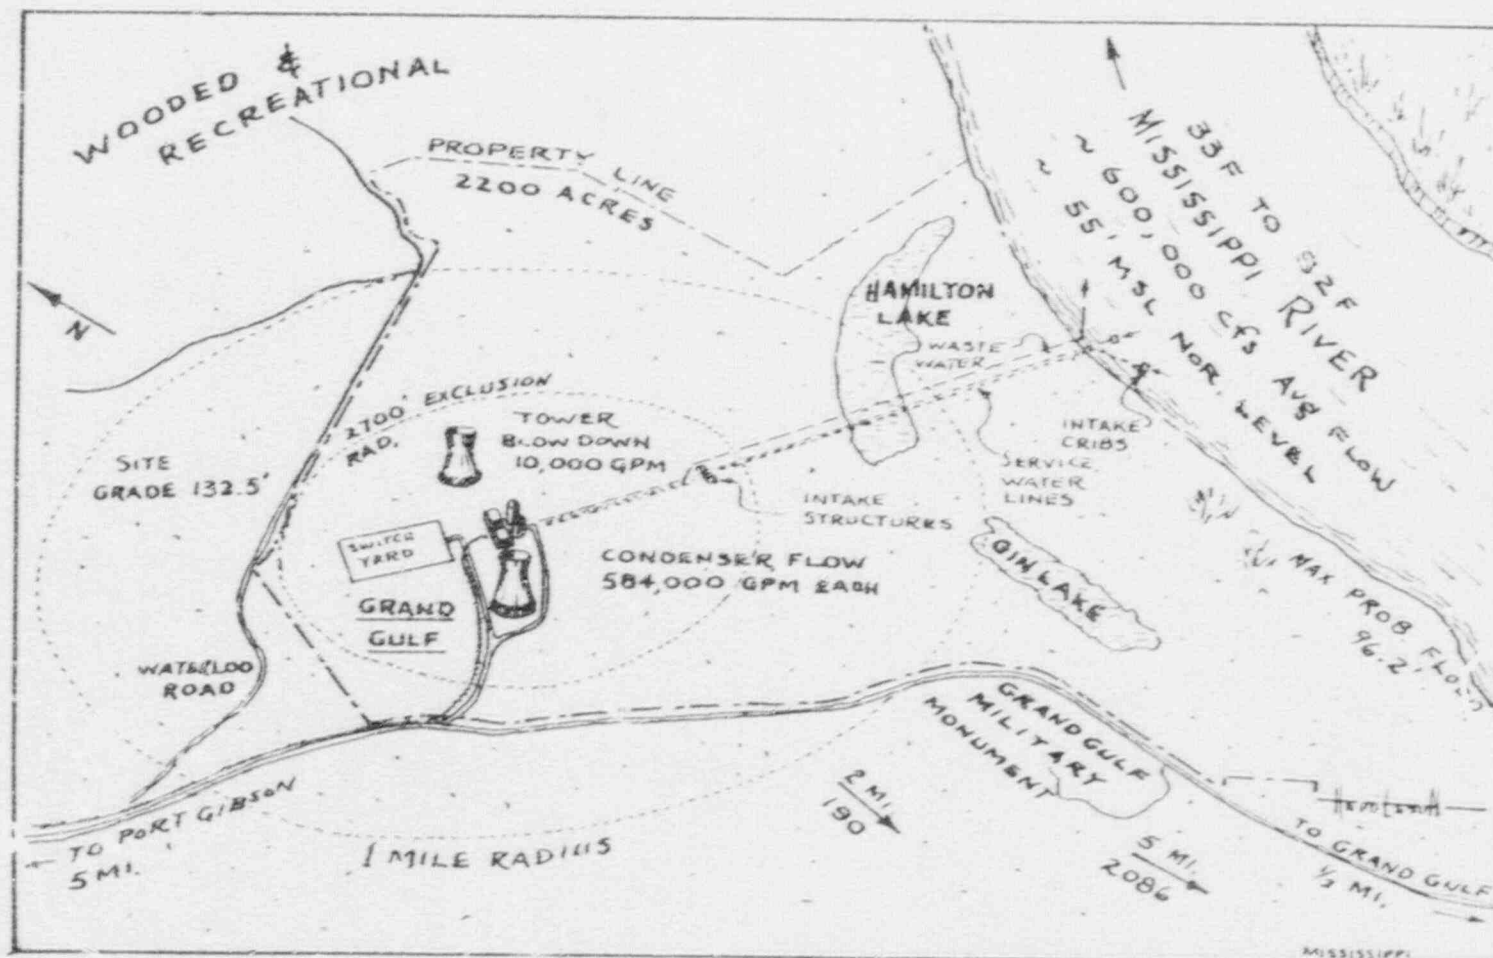 WOODED &
RECREATIONAL
PROPERTY LINE
2200 ACRES
33F TO 92F
MISSISSIPPI RIVER
~ 600,000 cfs Avg FLOW
~ 55' MSL NOR. LEVEL
N
HAMILTON
LAKE
WASTE
WATER
2700' EXCLUSION
RAD.
TOWER
BLOW DOWN
10,000 GPM
SITE
GRADE 132.5'
INTAKE
CRIBS
SERVICE
WATER
LINES
INTAKE
STRUCTURES
SWITCH
YARD
CONDENSER FLOW
584,000 GPM EACH
GIN LAKE
MAX PROB FLOOD
96.2'
GRAND
GULF
WATERLOO
ROAD
GRAND GULF
MILITARY
MONUMENT
TO PORT GIBSON
5 MI.
1 MILE RADIUS
2 MI.
190
5 MI.
2086
TO GRAND GULF
1/2 MI.
MISSISSIPPI